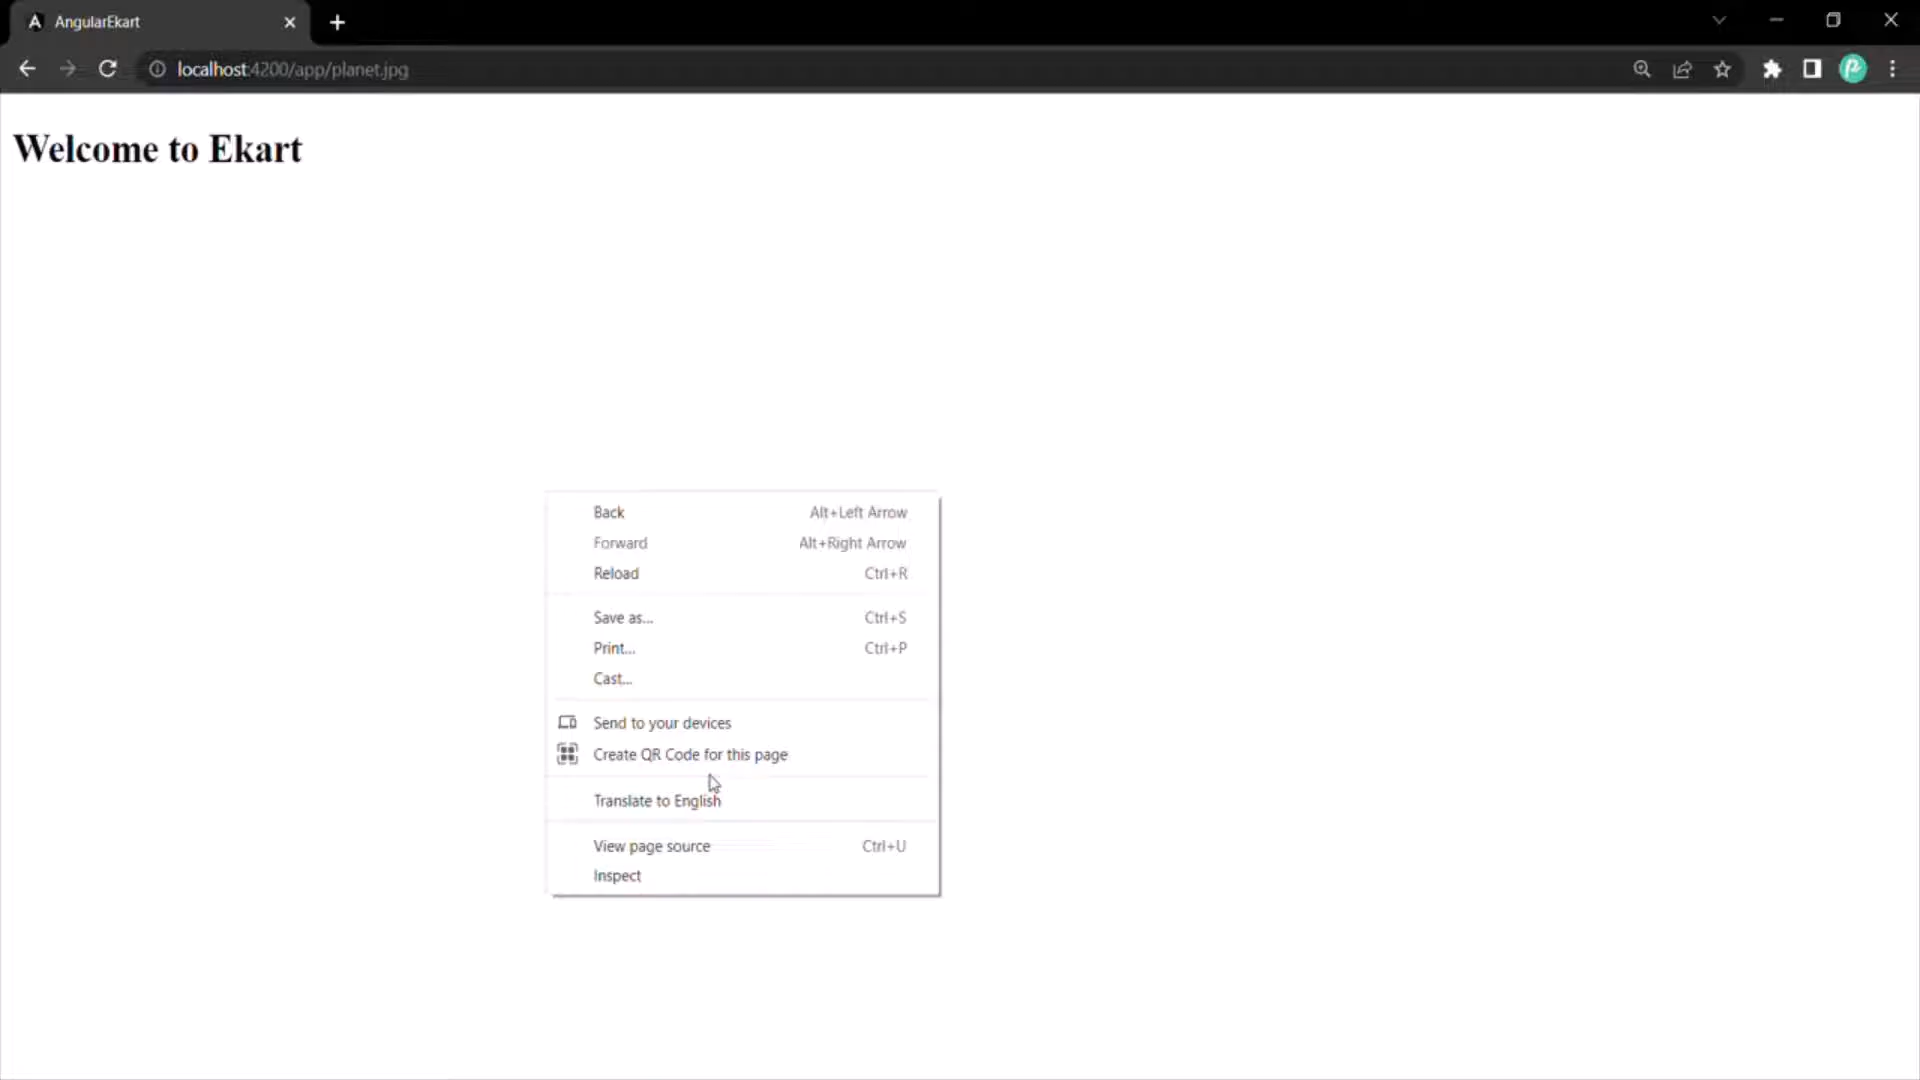 AngularEkart
localhost:4200/app/planet.jpg
Welcome to Ekart
Back Alt+Left Arrow
Forward Alt+Right Arrow
Reload Ctrl+R
Save as... Ctrl+S
Print... Ctrl+P
Cast...
Send to your devices
Create QR Code for this page
Translate to English
View page source Ctrl+U
Inspect